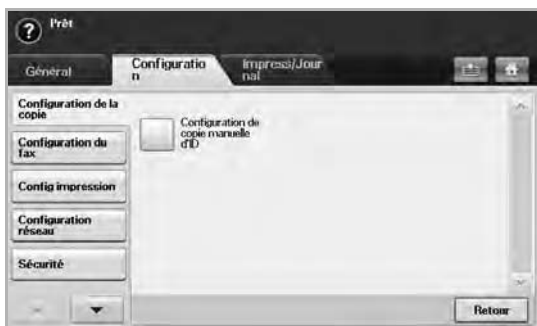 ?
Prêt
Général
Configuratio
n
Impress/Jour
nal
Configuration de la
copie
Configuration du
fax
Config impression
Configuration
réseau
Sécurité
Configuration de
copie manuelle
d'ID
Retour